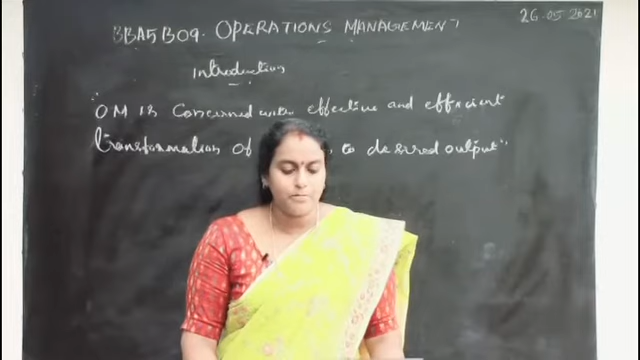 26-05-2021
BBA5B09. OPERATIONS MANAGEMENT
Introduction
OM is concerned with effective and efficient
transformation of to desired output.